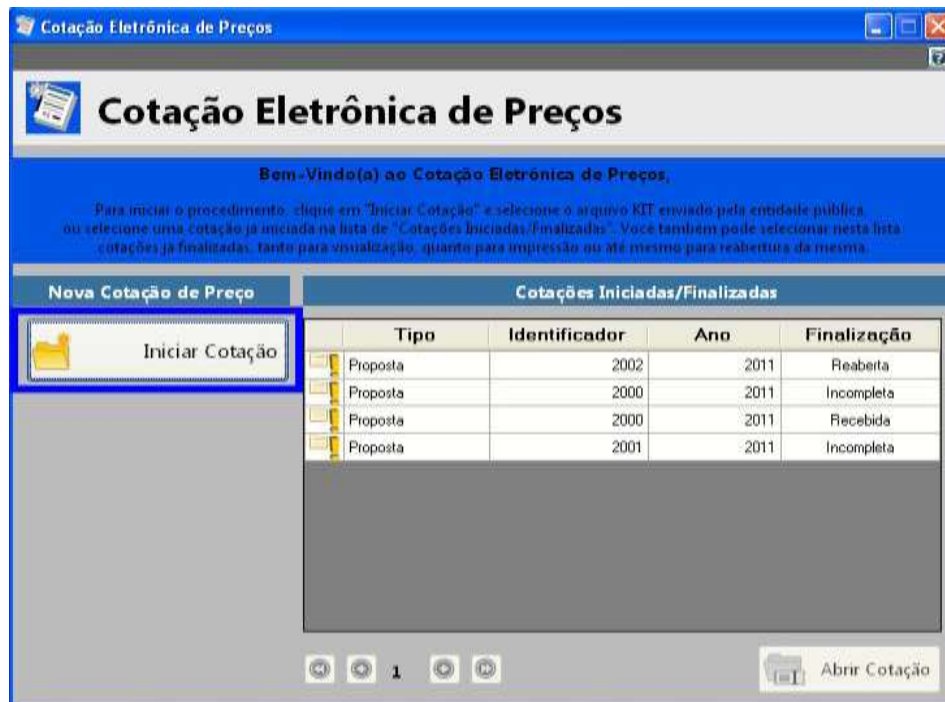 Cotação Eletrônica de Preços
Cotação Eletrônica de Preços
Bem-Vindo(a) ao Cotação Eletrônica de Preços,
Para iniciar o procedimento, clique em "Iniciar Cotação" e selecione o arquivo KIT enviado pela entidade pública,
ou selecione uma cotação já iniciada na lista de "Cotações Iniciadas/Finalizadas". Você também pode selecionar nesta lista
cotações já finalizadas, tanto para visualização, quanto para impressão ou até mesmo para reabertura da mesma.
Nova Cotação de Preço
Cotações Iniciadas/Finalizadas
Iniciar Cotação
Tipo Identificador Ano Finalização
Proposta 2002 2011 Reaberta
Proposta 2000 2011 Incompleta
Proposta 2000 2011 Recebida
Proposta 2001 2011 Incompleta
1
Abrir Cotação